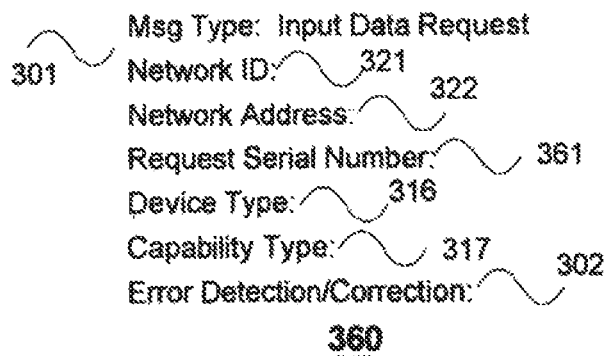 Msg Type: Input Data Request
301
Network ID: 321
Network Address: 322
Request Serial Number: 361
Device Type: 316
Capability Type: 317
Error Detection/Correction: 302
360